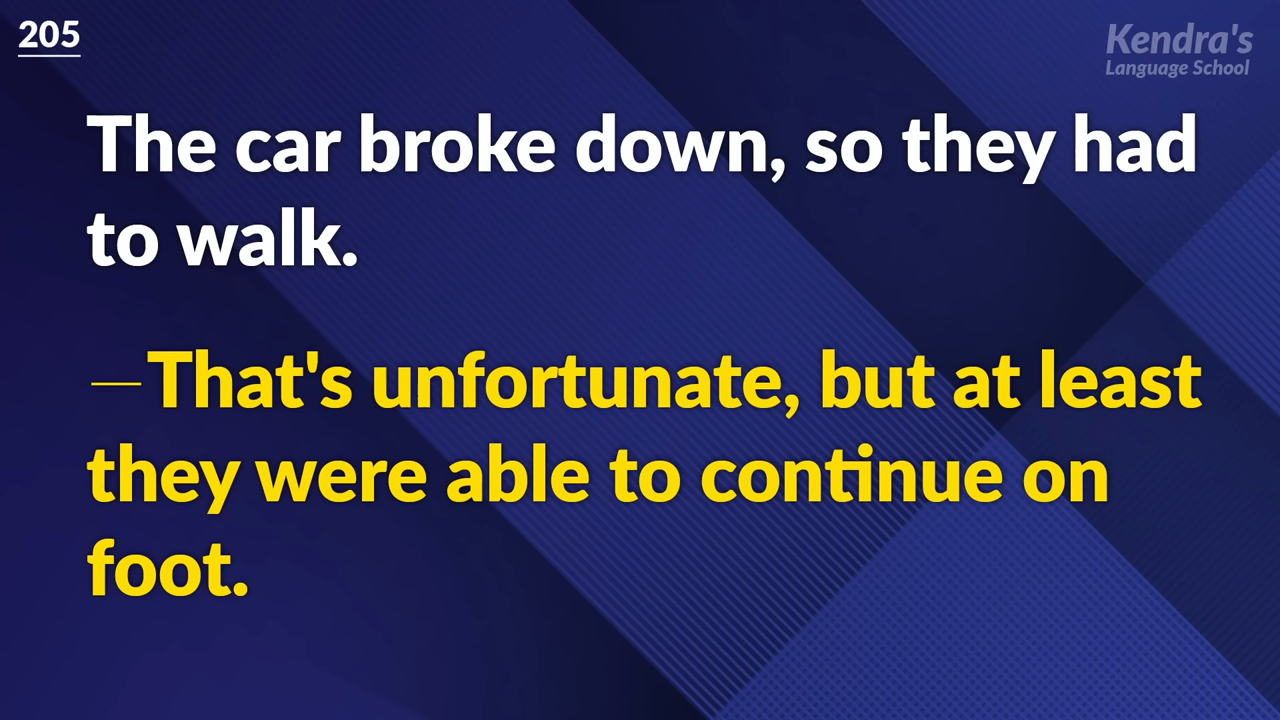 205
Kendra's
Language School
The car broke down, so they had
to walk.
—That's unfortunate, but at least
they were able to continue on
foot.